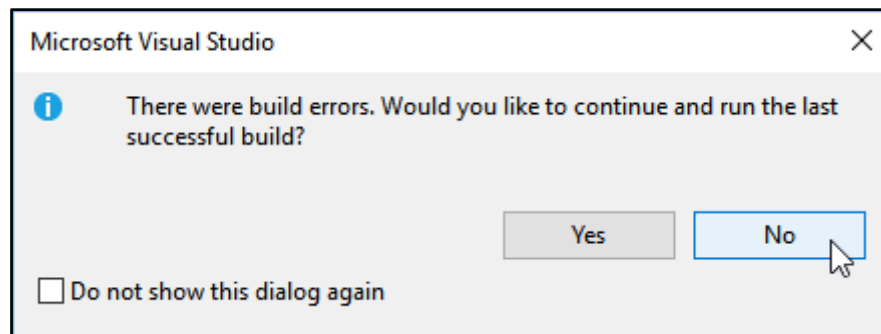 Microsoft Visual Studio
There were build errors. Would you like to continue and run the last
successful build?
Yes
No
Do not show this dialog again